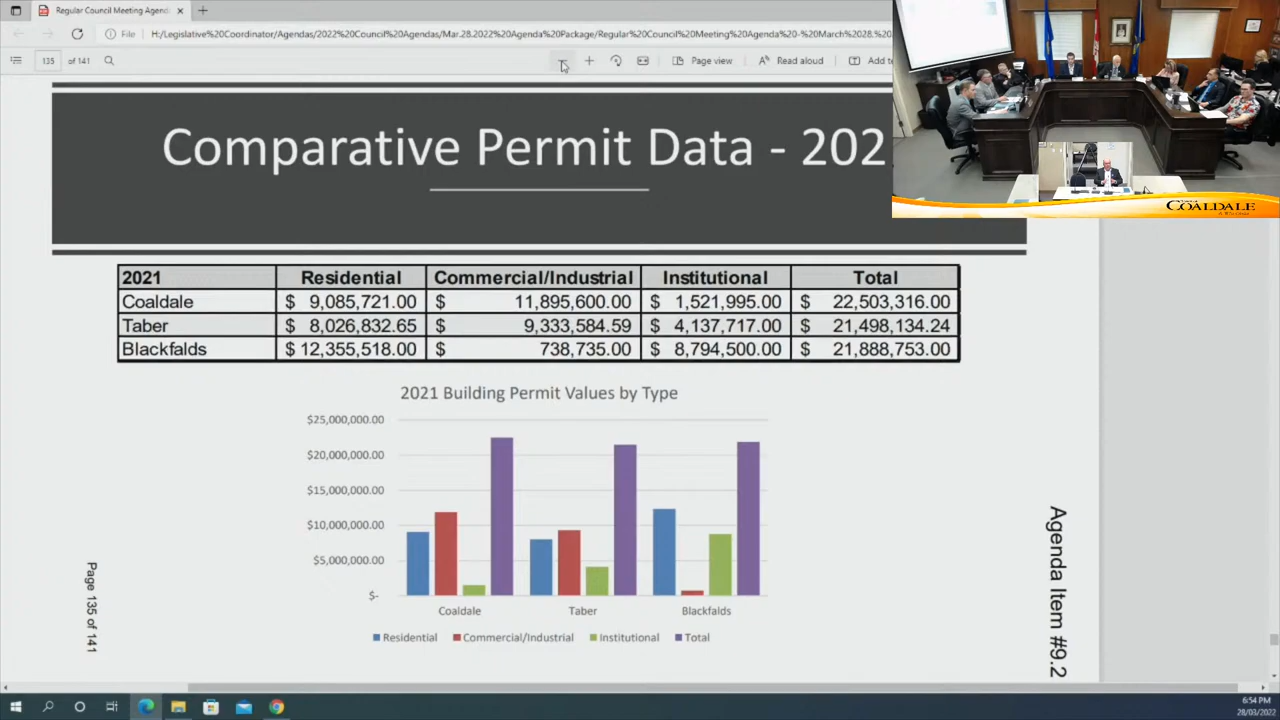 Regular Council Meeting Agend
File
H:/Legislative%20Coordinator/Agendas/2022%20Council%20Agendas/Mar.28.2022%20Agenda%20Package/Regular%20Council%20Meeting%20Agenda%20-%20March%2028.%20
135 of 141
Page view
Read aloud
Add te
COALDALE
Comparative Permit Data - 202
2021 Residential Commercial/Industrial Institutional Total
Coaldale $ 9,085,721.00 $ 11,895,600.00 $ 1,521,995.00 $ 22,503,316.00
Taber $ 8,026,832.65 $ 9,333,584.59 $ 4,137,717.00 $ 21,498,134.24
Blackfalds $ 12,355,518.00 $ 738,735.00 $ 8,794,500.00 $ 21,888,753.00
2021 Building Permit Values by Type
$25,000,000.00
$20,000,000.00
$15,000,000.00
$10,000,000.00
$5,000,000.00
$-
Coaldale Taber Blackfalds
Residential Commercial/Industrial Institutional Total
Page 135 of 141
Agenda Item #9.2
6:54 PM
28/03/2022